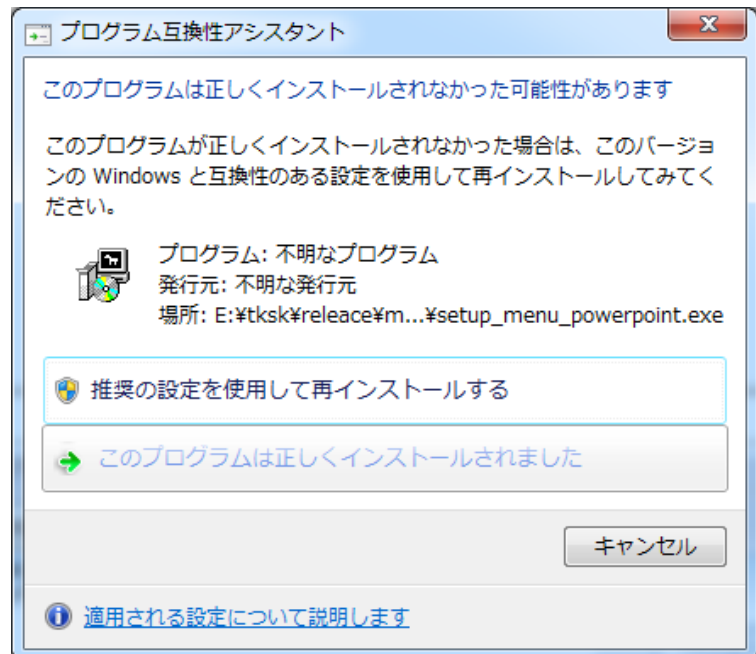 プログラム互換性アシスタント
このプログラムは正しくインストールされなかった可能性があります
このプログラムが正しくインストールされなかった場合は、このバージョ
ンの Windows と互換性のある設定を使用して再インストールしてみてく
ださい。
プログラム: 不明なプログラム
発行元: 不明な発行元
場所: E:¥tksk¥releace¥m...¥setup_menu_powerpoint.exe
推奨の設定を使用して再インストールする
このプログラムは正しくインストールされました
キャンセル
適用される設定について説明します